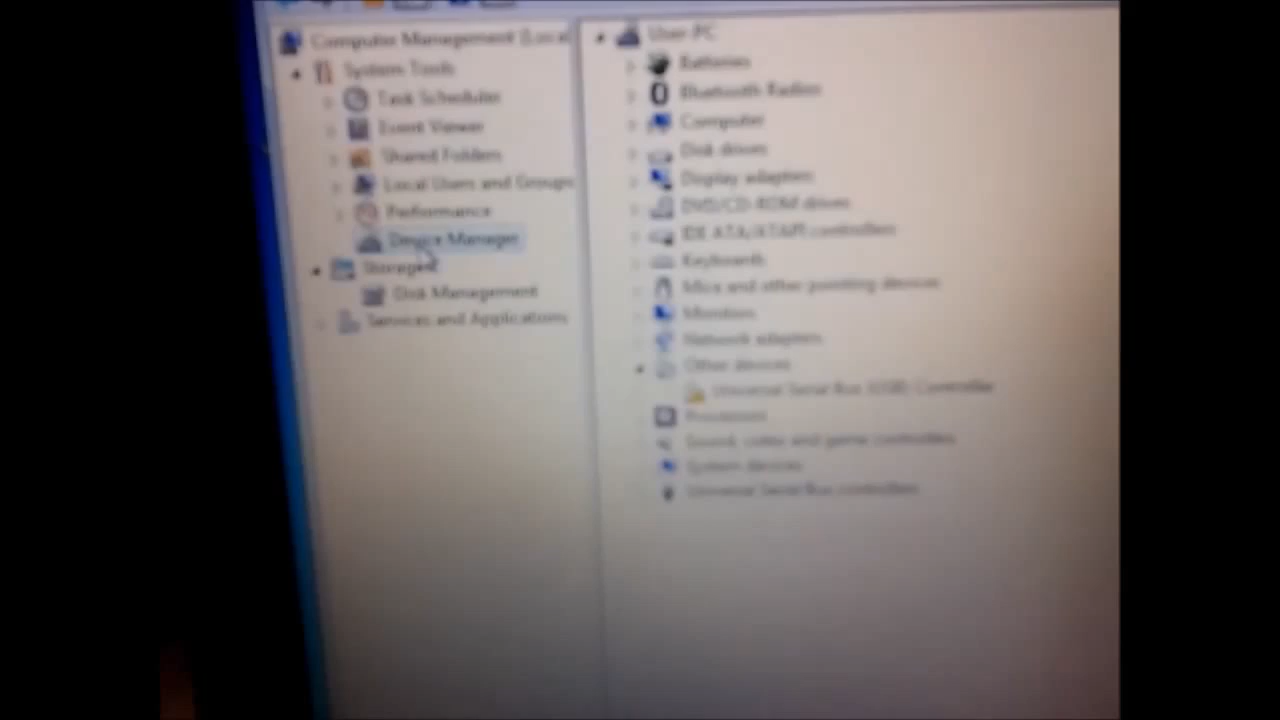 Computer Management (Local
System Tools
Task Scheduler
Event Viewer
Shared Folders
Local Users and Groups
Performance
Device Manager
Storage
Disk Management
Services and Applications
User-PC
Batteries
Bluetooth Radios
Computer
Disk drives
Display adapters
DVD/CD-ROM drives
IDE ATA/ATAPI controllers
Keyboards
Mice and other pointing devices
Monitors
Network adapters
Other devices
Universal Serial Bus (USB) Controller
Processors
Sound, video and game controllers
System devices
Universal Serial Bus controllers